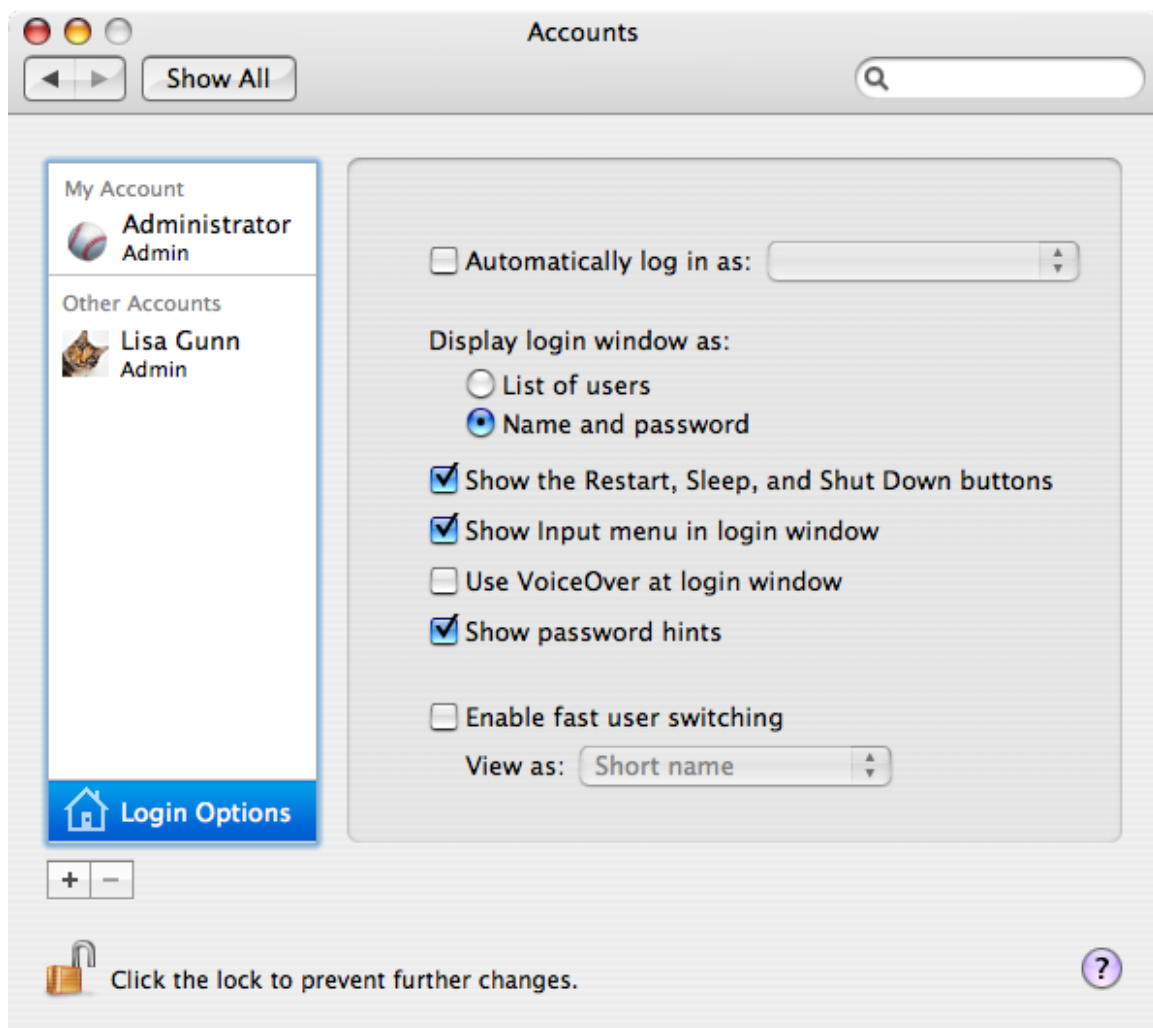 Accounts
Show All
My Account
Administrator
Admin
Other Accounts
Lisa Gunn
Admin
Login Options
Automatically log in as:
Display login window as:
List of users
Name and password
Show the Restart, Sleep, and Shut Down buttons
Show Input menu in login window
Use VoiceOver at login window
Show password hints
Enable fast user switching
View as: Short name
+ −
Click the lock to prevent further changes.
?